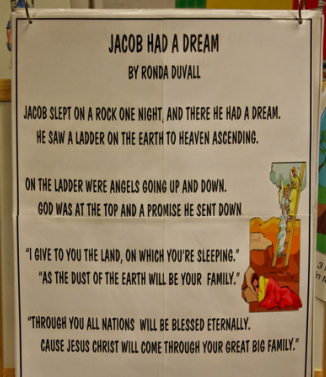 JACOB HAD A DREAM
BY RONDA DUVALL
JACOB SLEPT ON A ROCK ONE NIGHT, AND THERE HE HAD A DREAM.
HE SAW A LADDER ON THE EARTH TO HEAVEN ASCENDING.
ON THE LADDER WERE ANGELS GOING UP AND DOWN.
GOD WAS AT THE TOP AND A PROMISE HE SENT DOWN
"I GIVE TO YOU THE LAND, ON WHICH YOU'RE SLEEPING."
"AS THE DUST OF THE EARTH WILL BE YOUR FAMILY."
"THROUGH YOU ALL NATIONS WILL BE BLESSED ETERNALLY.
CAUSE JESUS CHRIST WILL COME THROUGH YOUR GREAT BIG FAMILY."